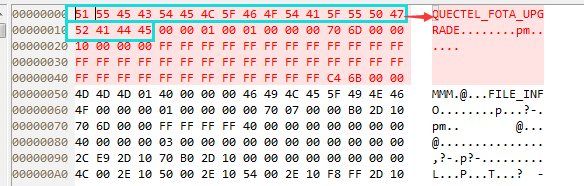 00000000 51 55 45 43 54 45 4C 5F 46 4F 54 41 5F 55 50 47 QUECTEL_FOTA_UPG
00000010 52 41 44 45 00 00 01 00 01 00 00 00 70 6D 00 00 RADE........pm..
00000020 10 00 00 00 FF FF FF FF FF FF FF FF FF FF FF FF ....
00000030 FF FF FF FF FF FF FF FF FF FF FF FF FF FF FF FF
00000040 FF FF FF FF FF FF FF FF FF FF FF FF C4 6B 00 00
00000050 4D 4D 4D 01 40 00 00 00 46 49 4C 45 5F 49 4E 46 MMM.@...FILE_INF
00000060 4F 00 00 00 01 00 00 00 70 07 00 00 00 B0 2D 10 O.......p...?-.
00000070 70 6D 00 00 FF FF FF FF 40 00 00 00 00 00 00 00 pm.. @...
00000080 40 00 00 00 03 00 00 00 00 00 00 00 00 00 00 00 @...........
00000090 2C E9 2D 10 70 B0 2D 10 00 00 00 00 00 00 00 00 ,?-.p?-.........
000000A0 4C 00 2E 10 50 00 2E 10 54 00 2E 10 F8 FF 2D 10 L...P...T...? -